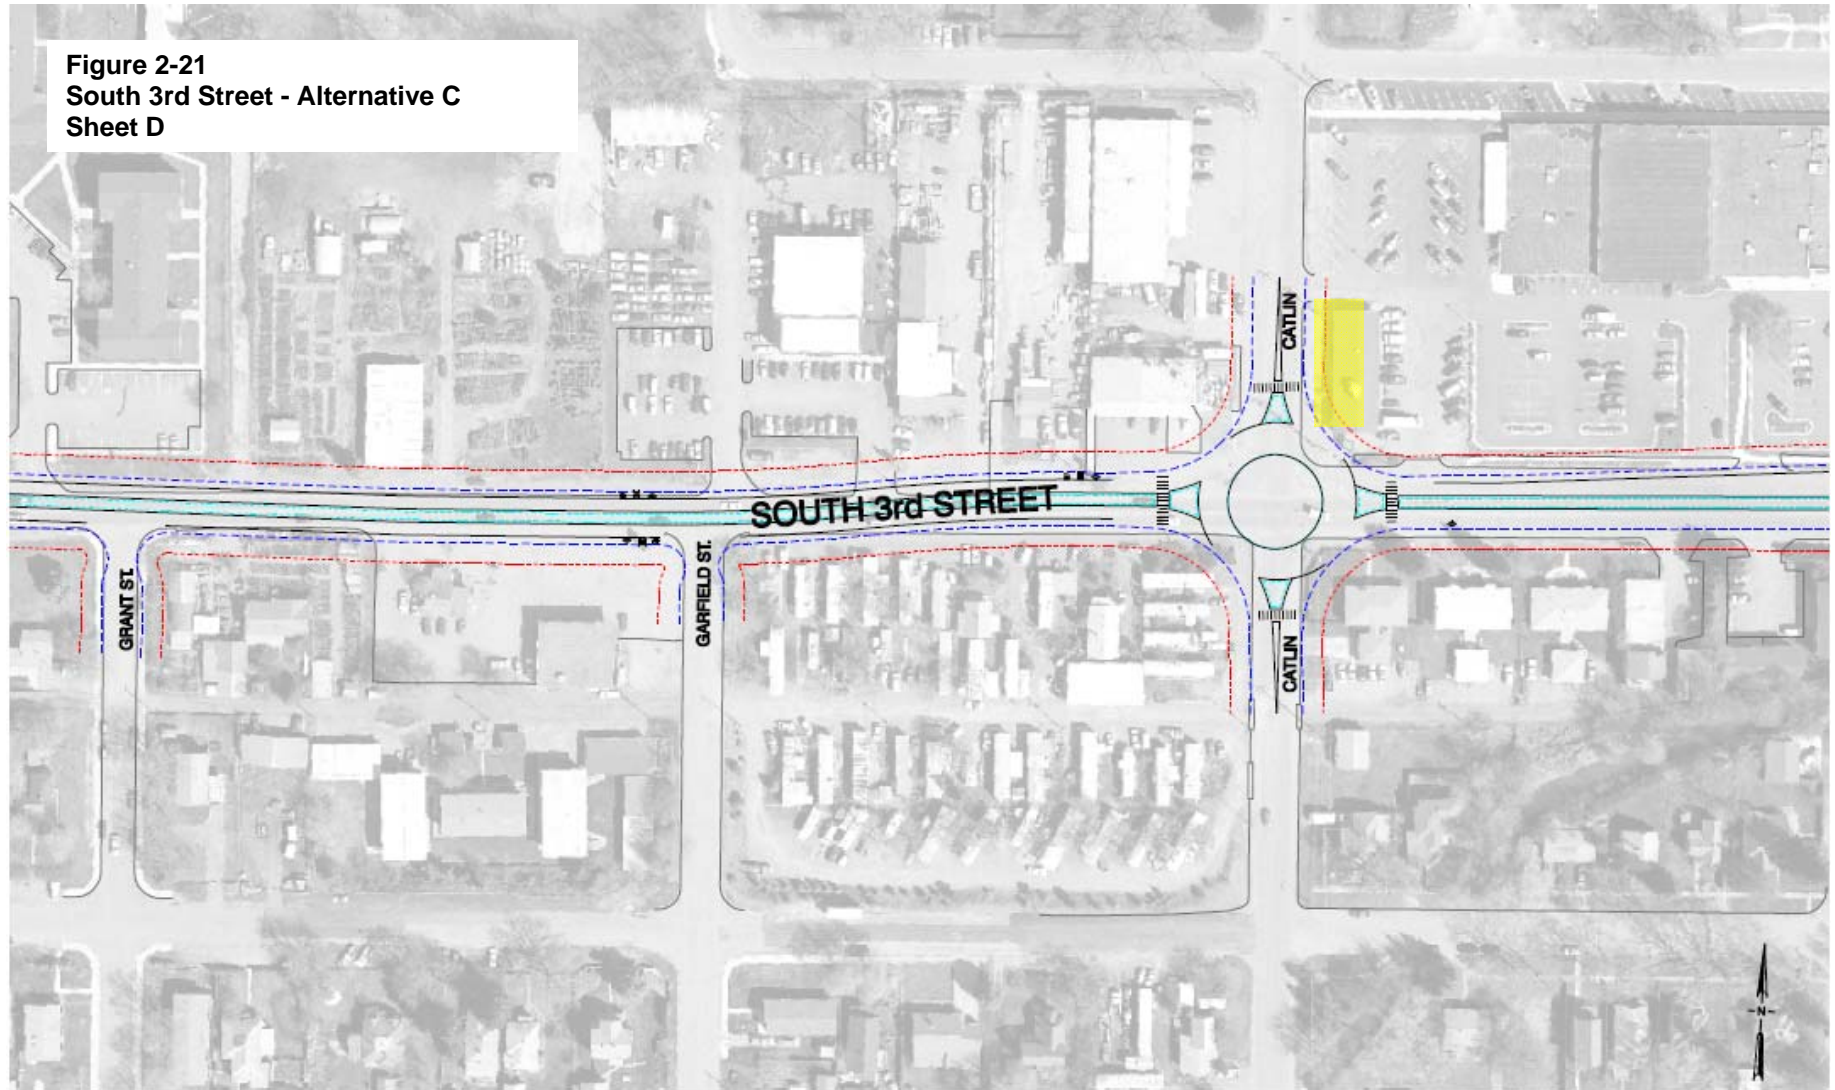 Figure 2-21
South 3rd Street - Alternative C
Sheet D
CATLIN
SOUTH 3rd STREET
GRANT ST.
GARFIELD ST.
CATLIN
N